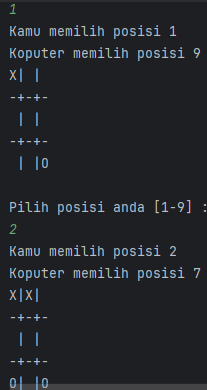 1
Kamu memilih posisi 1
Koputer memilih posisi 9
X| |
-+-+-
 | |
-+-+-
 | |O

Pilih posisi anda [1-9] :
2
Kamu memilih posisi 2
Koputer memilih posisi 7
X|X|
-+-+-
 | |
-+-+-
O| |O